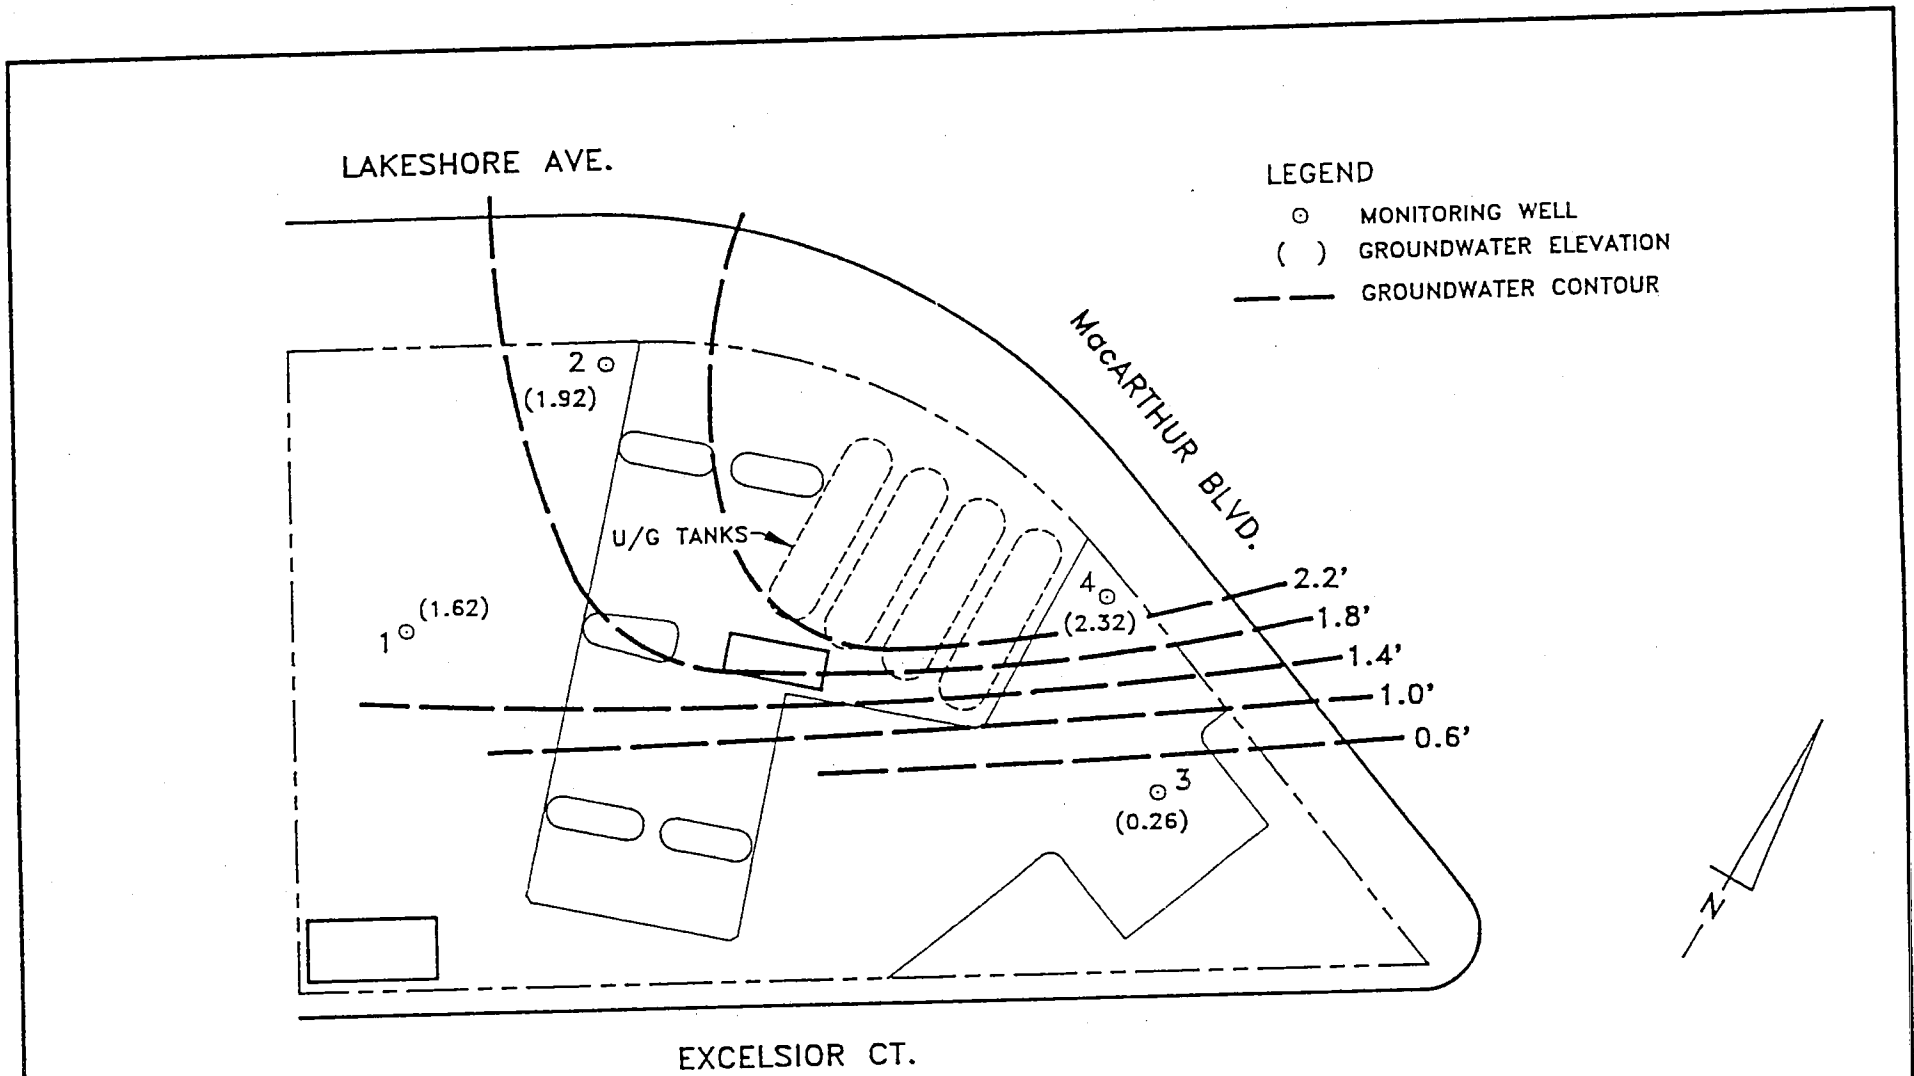 LAKESHORE AVE.
LEGEND
MONITORING WELL
( ) GROUNDWATER ELEVATION
GROUNDWATER CONTOUR
MacARTHUR BLVD.
2
(1.92)
U/G TANKS
4
(2.32)
2.2'
1.8'
1.4'
1.0'
0.6'
1
(1.62)
3
(0.26)
N
EXCELSIOR CT.